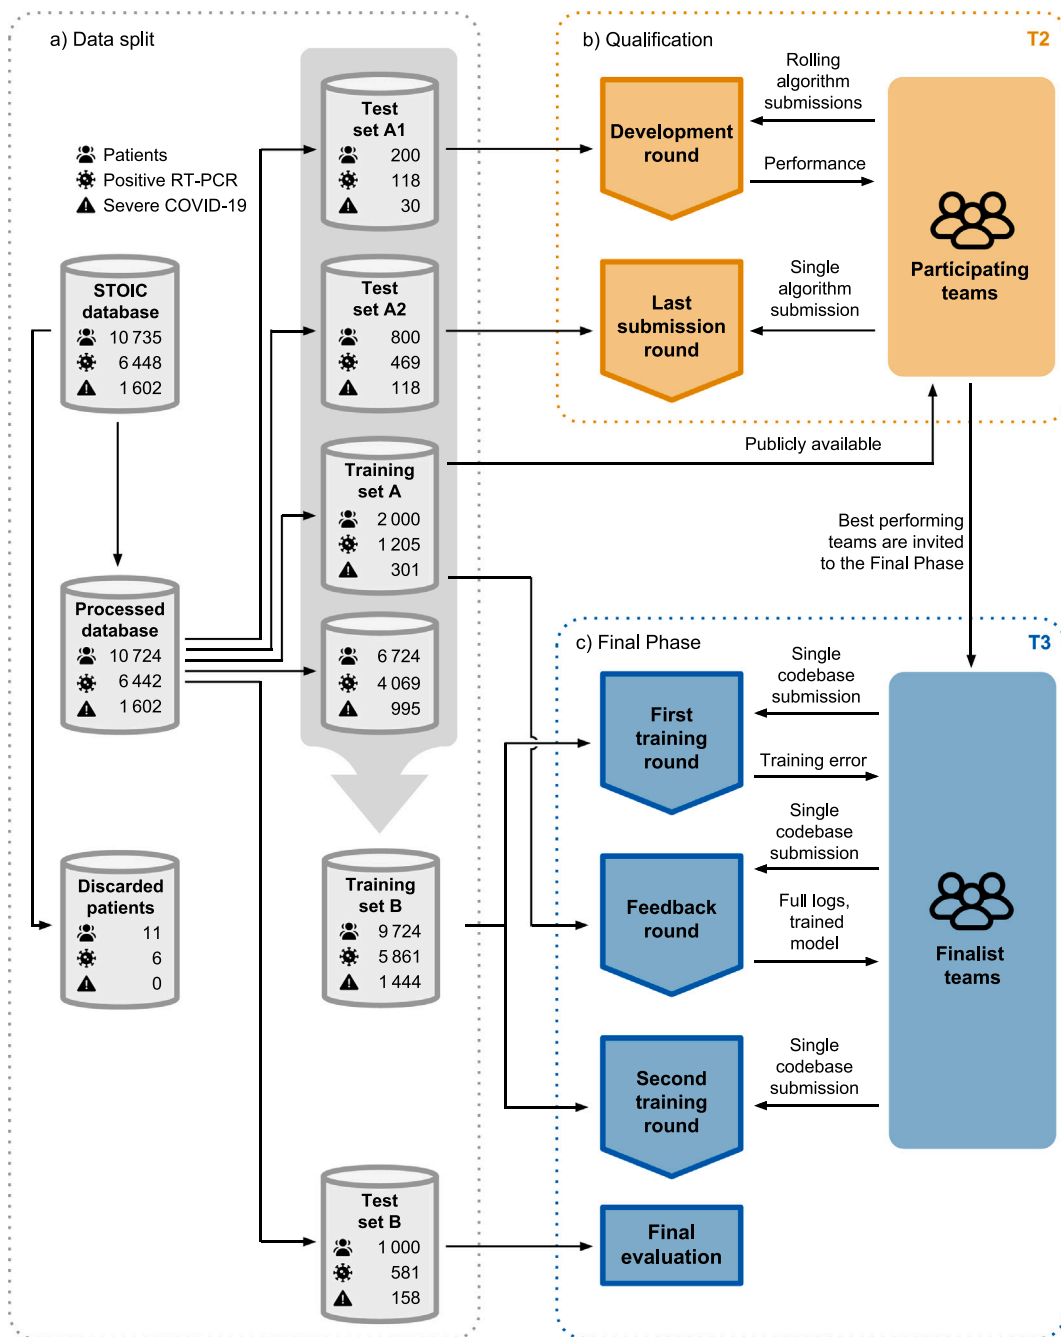 a) Data split
Patients
Positive RT-PCR
Severe COVID-19
STOIC
database
10 735
6 448
1 602
Processed
database
10 724
6 442
1 602
Discarded
patients
11
6
0
Test
set A1
200
118
30
Test
set A2
800
469
118
Training
set A
2 000
1 205
301
6 724
4 069
995
Training
set B
9 724
5 861
1 444
Test
set B
1 000
581
158
b) Qualification
T2
Development
round
Rolling
algorithm
submissions
Performance
Last
submission
round
Single
algorithm
submission
Participating
teams
Publicly available
Best performing
teams are invited
to the Final Phase
c) Final Phase
T3
First
training
round
Single
codebase
submission
Training error
Feedback
round
Single
codebase
submission
Full logs,
trained
model
Finalist
teams
Second
training
round
Single
codebase
submission
Final
evaluation